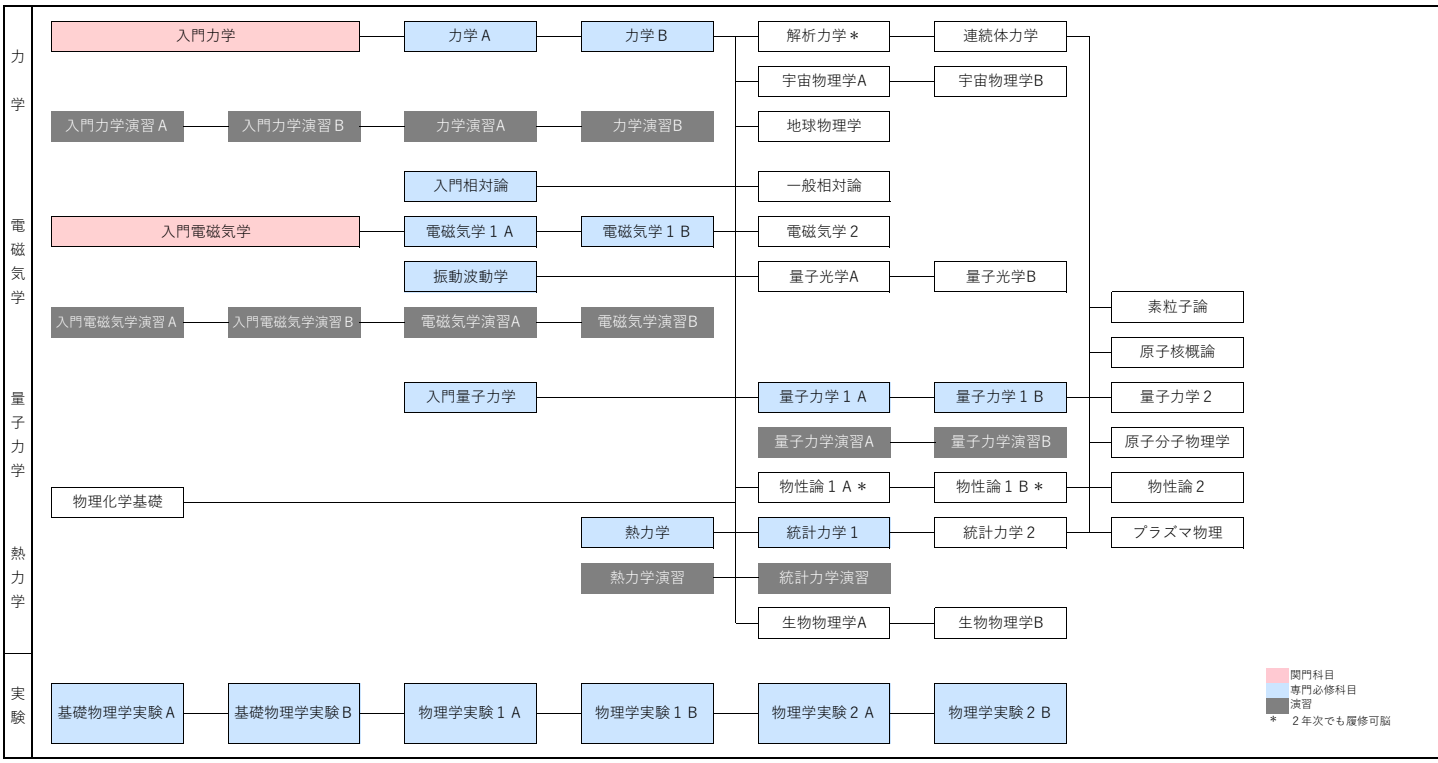 力学
入門力学
力学A
力学B
解析力学*
連続体力学
宇宙物理学A
宇宙物理学B
入門力学演習A
入門力学演習B
力学演習A
力学演習B
地球物理学
入門相対論
一般相対論
電磁気学
入門電磁気学
電磁気学1A
電磁気学1B
電磁気学2
振動波動学
量子光学A
量子光学B
素粒子論
入門電磁気学演習A
入門電磁気学演習B
電磁気学演習A
電磁気学演習B
原子核概論
量子力学
入門量子力学
量子力学1A
量子力学1B
量子力学2
量子力学演習A
量子力学演習B
原子分子物理学
物理化学基礎
物性論1A*
物性論1B*
物性論2
熱力学
熱力学
統計力学1
統計力学2
プラズマ物理
熱力学演習
統計力学演習
生物物理学A
生物物理学B
実験
基礎物理学実験A
基礎物理学実験B
物理学実験1A
物理学実験1B
物理学実験2A
物理学実験2B
関門科目
専門必修科目
演習
* 2年次でも履修可脳